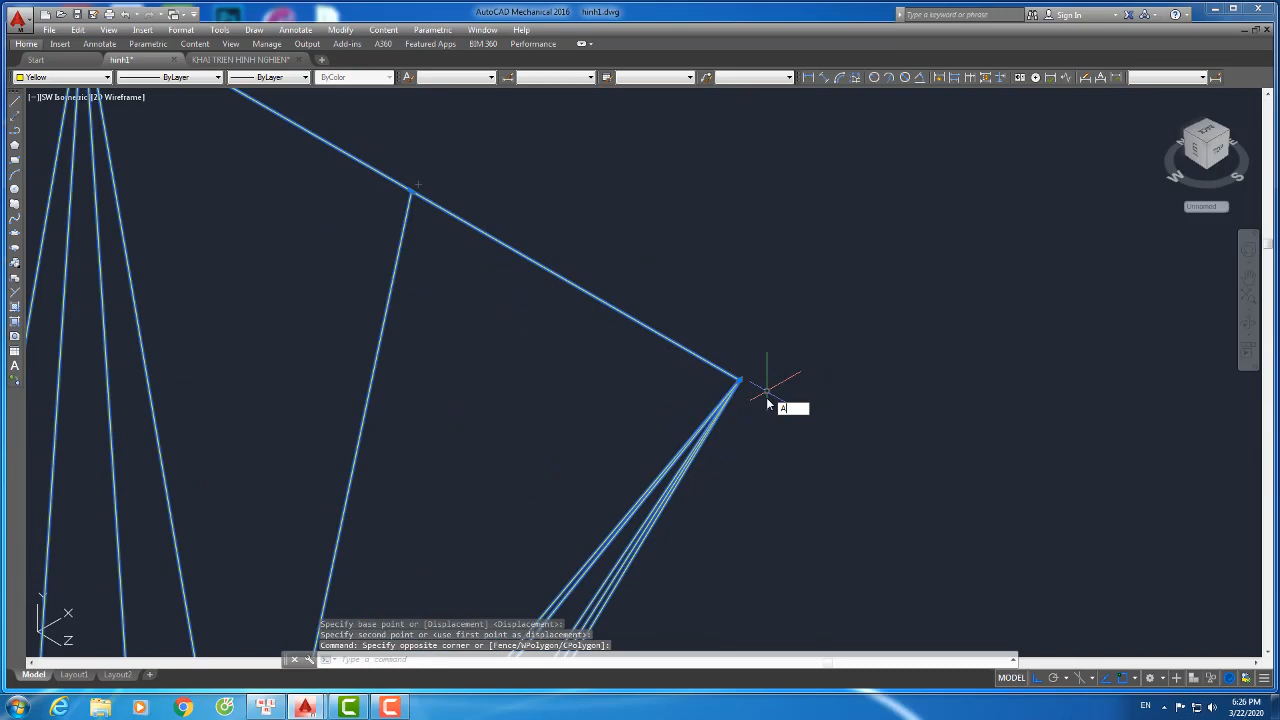 AutoCAD Mechanical 2016 hinh1.dwg
Type a keyword or phrase
Sign In
File Edit View Insert Format Tools Draw Annotate Modify Content Parametric Window Help
Home Insert Annotate Parametric Content View Manage Output Add-ins A360 Featured Apps BIM 360 Performance
Start hinh1* KHAI TRIEN HINH NGHIEN*
Yellow ByLayer ByLayer ByColor
[−][SW Isometric][2D Wireframe]
W S
Unnamed
A
Y
X
Z
Specify base point or [Displacement] <Displacement>:
Specify second point or <use first point as displacement>:
Command: Specify opposite corner or [Fence/WPolygon/CPolygon]:
Type a command
Model Layout1 Layout2
MODEL
EN 6:26 PM
3/22/2020